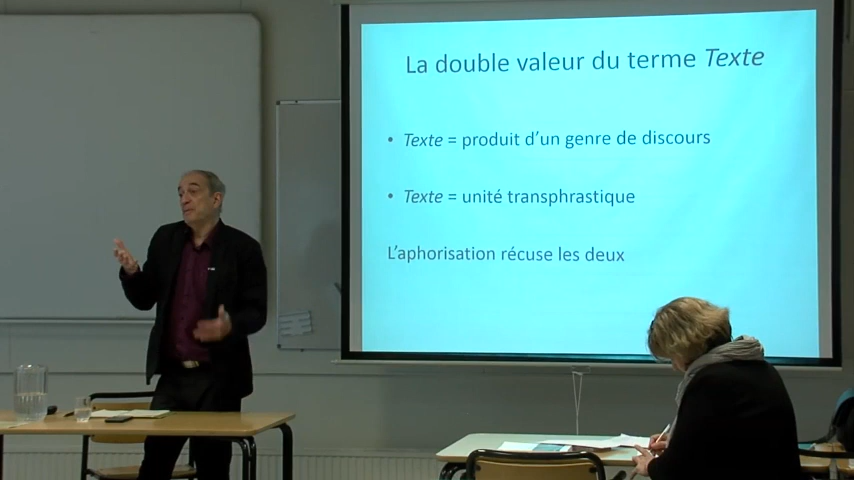 La double valeur du terme Texte
• Texte = produit d'un genre de discours
• Texte = unité transphrastique
L'aphorisation récuse les deux